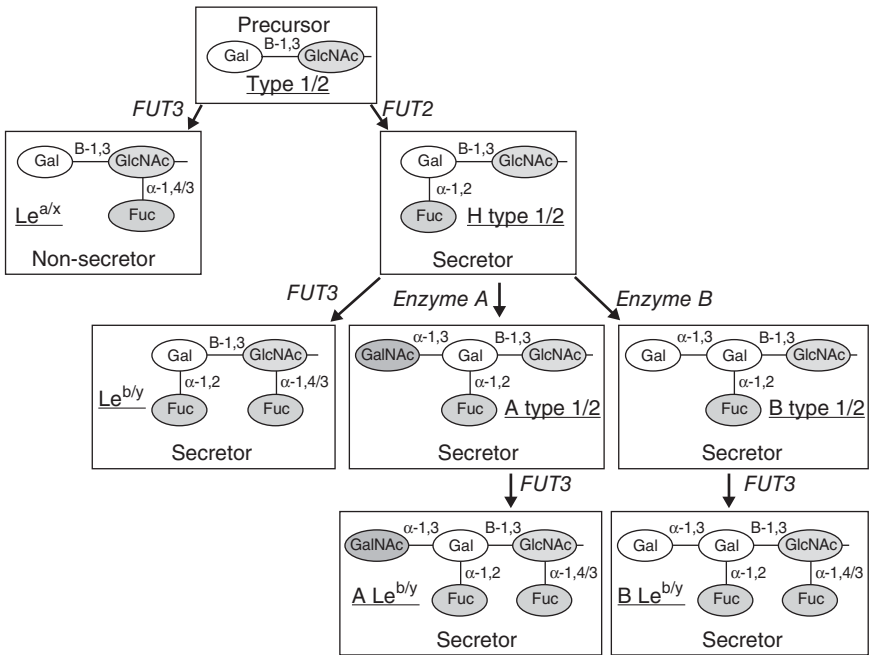 Precursor
Gal B-1,3 GlcNAc
Type 1/2
FUT3 FUT2
Gal B-1,3 GlcNAc
α-1,4/3
Le^a/x Fuc
Non-secretor
Gal B-1,3 GlcNAc
α-1,2
Fuc H type 1/2
Secretor
FUT3 Enzyme A Enzyme B
Gal B-1,3 GlcNAc
α-1,2 α-1,4/3
Le^b/y Fuc Fuc
Secretor
GalNAc α-1,3 Gal B-1,3 GlcNAc
α-1,2
Fuc A type 1/2
Secretor
Gal α-1,3 Gal B-1,3 GlcNAc
α-1,2
Fuc B type 1/2
Secretor
FUT3 FUT3
GalNAc α-1,3 Gal B-1,3 GlcNAc
α-1,2 α-1,4/3
A Le^b/y Fuc Fuc
Secretor
Gal α-1,3 Gal B-1,3 GlcNAc
α-1,2 α-1,4/3
B Le^b/y Fuc Fuc
Secretor